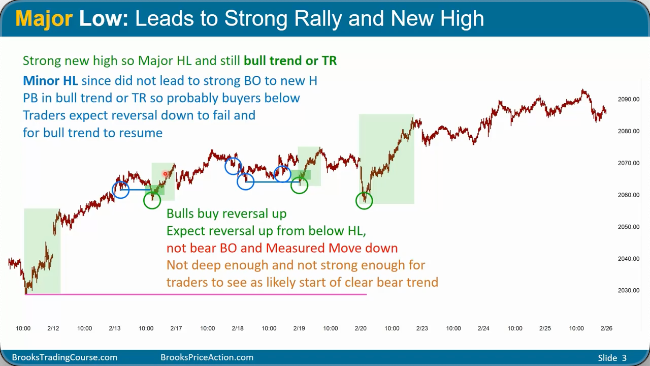 Major Low: Leads to Strong Rally and New High
Strong new high so Major HL and still bull trend or TR
Minor HL since did not lead to strong BO to new H
PB in bull trend or TR so probably buyers below
Traders expect reversal down to fail and
for bull trend to resume
2090.00
2080.00
2070.00
2060.00
2050.00
2040.00
2030.00
Bulls buy reversal up
Expect reversal up from below HL,
not bear BO and Measured Move down
Not deep enough and not strong enough for
traders to see as likely start of clear bear trend
10:00 2/12 10:00 2/13 10:00 2/17 10:00 2/18 10:00 2/19 10:00 2/20 10:00 2/23 10:00 2/24 10:00 2/25 10:00 2/26
BrooksTradingCourse.com BrooksPriceAction.com Slide 3